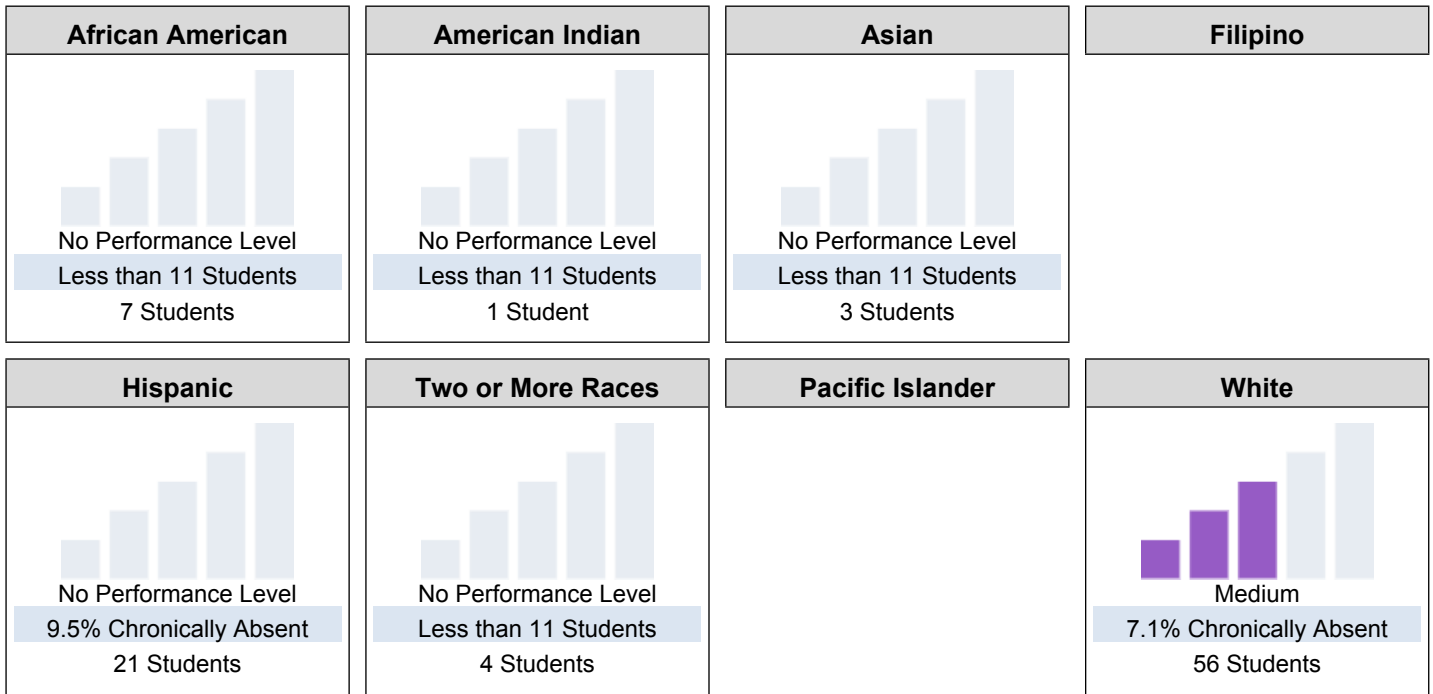 African American
No Performance Level
Less than 11 Students
7 Students
American Indian
No Performance Level
Less than 11 Students
1 Student
Asian
No Performance Level
Less than 11 Students
3 Students
Filipino
Hispanic
No Performance Level
9.5% Chronically Absent
21 Students
Two or More Races
No Performance Level
Less than 11 Students
4 Students
Pacific Islander
White
Medium
7.1% Chronically Absent
56 Students